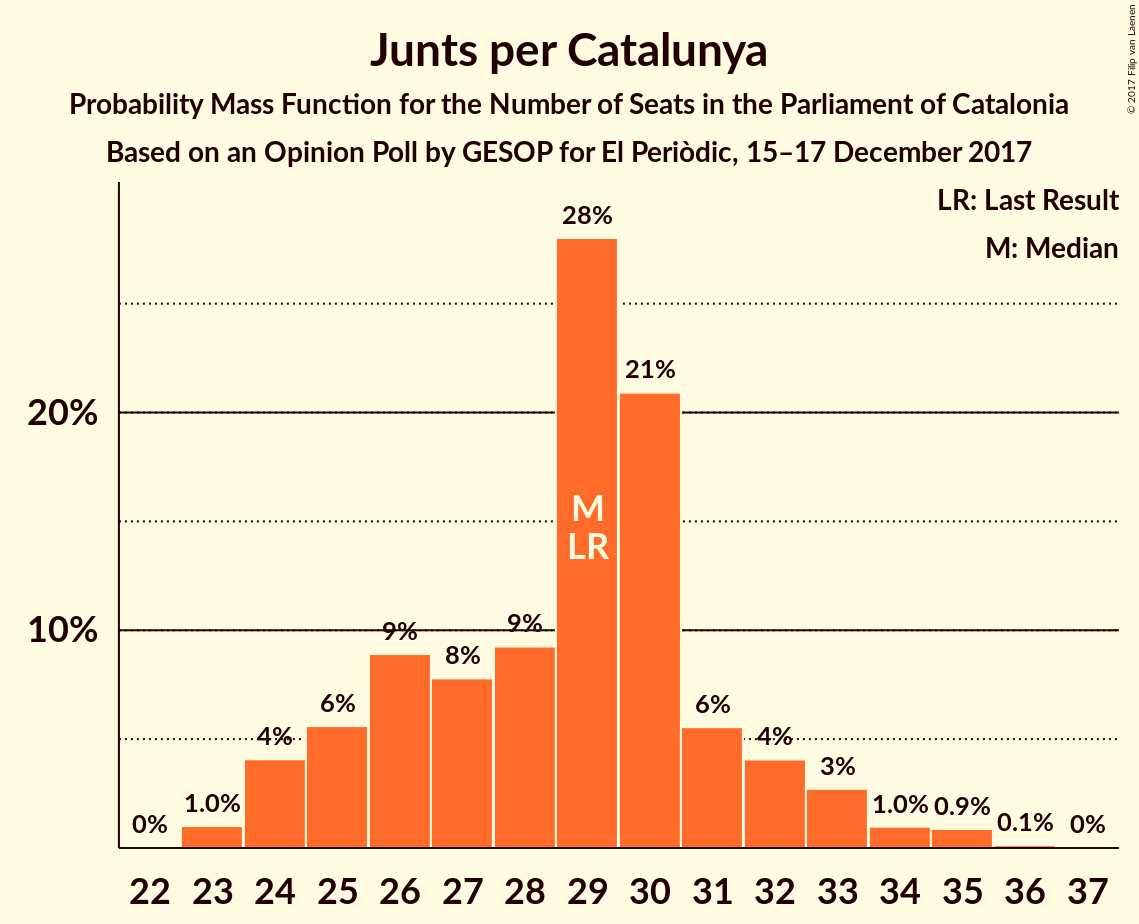 Junts per Catalunya
Probability Mass Function for the Number of Seats in the Parliament of Catalonia
Based on an Opinion Poll by GESOP for El Periòdic, 15–17 December 2017
© 2017 Filip van Laenen
LR: Last Result
M: Median
20%
10%
0%
1.0%
4%
6%
9%
8%
9%
28%
M
LR
21%
6%
4%
3%
1.0%
0.9%
0.1%
0%
22 23 24 25 26 27 28 29 30 31 32 33 34 35 36 37